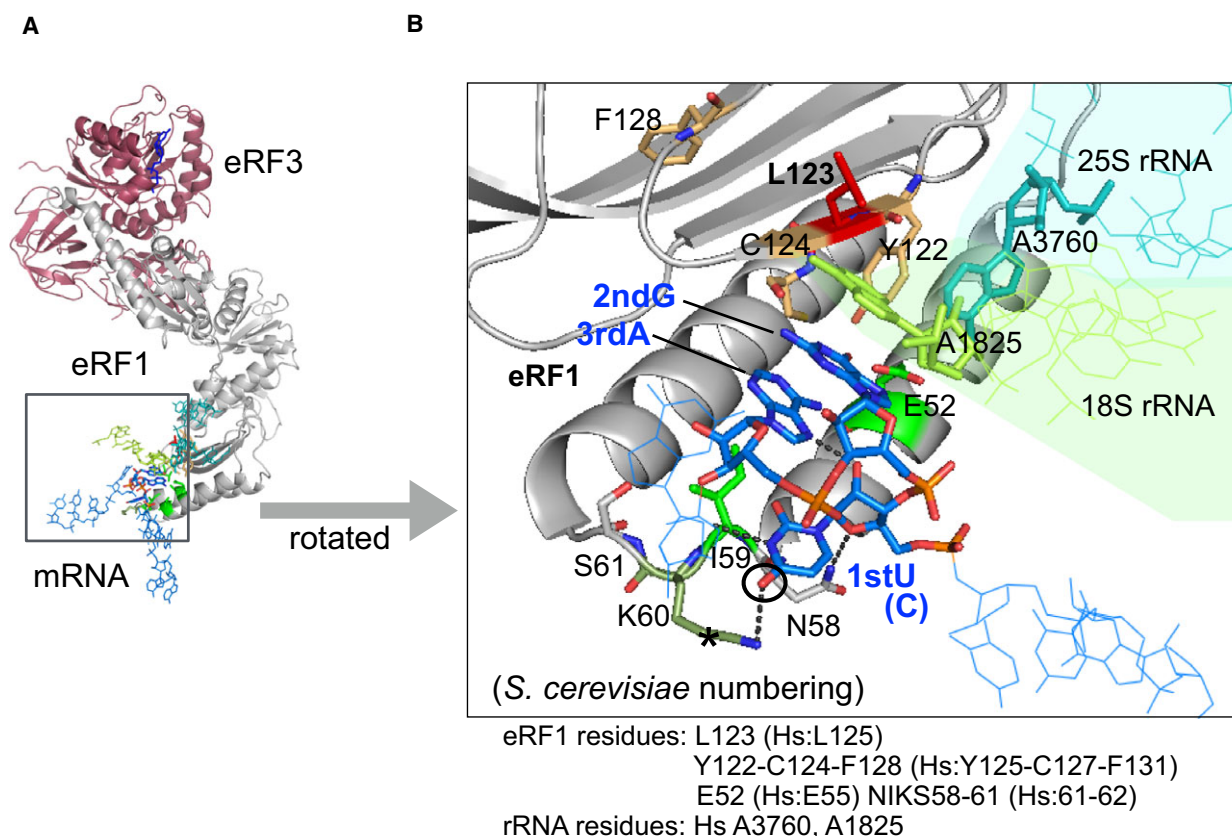 A
B
eRF3
eRF1
mRNA
rotated
F128
L123
25S rRNA
C124
Y122
A3760
2ndG
3rdA
A1825
eRF1
E52
18S rRNA
S61
I59
1stU
(C)
K60
N58
*
(S. cerevisiae numbering)
eRF1 residues: L123 (Hs:L125)
Y122-C124-F128 (Hs:Y125-C127-F131)
E52 (Hs:E55) NIKS58-61 (Hs:61-62)
rRNA residues: Hs A3760, A1825